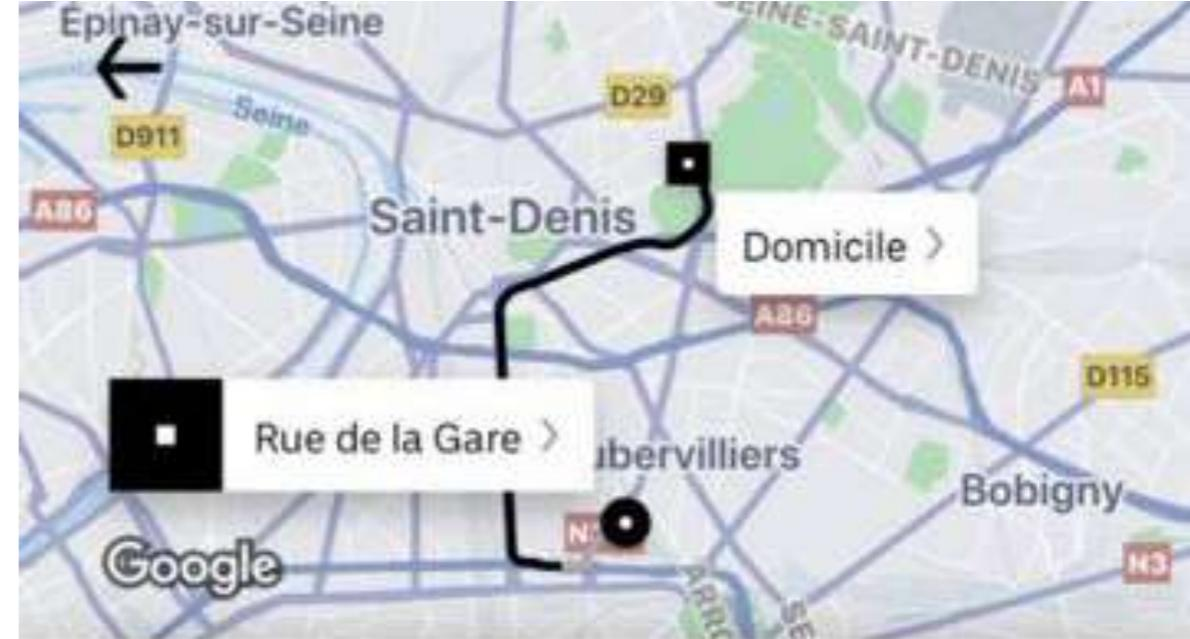 Epinay-sur-Seine
SEINE-SAINT-DENIS
A1
D29
D911
Seine
A86
Saint-Denis
Domicile
A86
D115
Rue de la Gare
ubervilliers
Bobigny
Google
N3